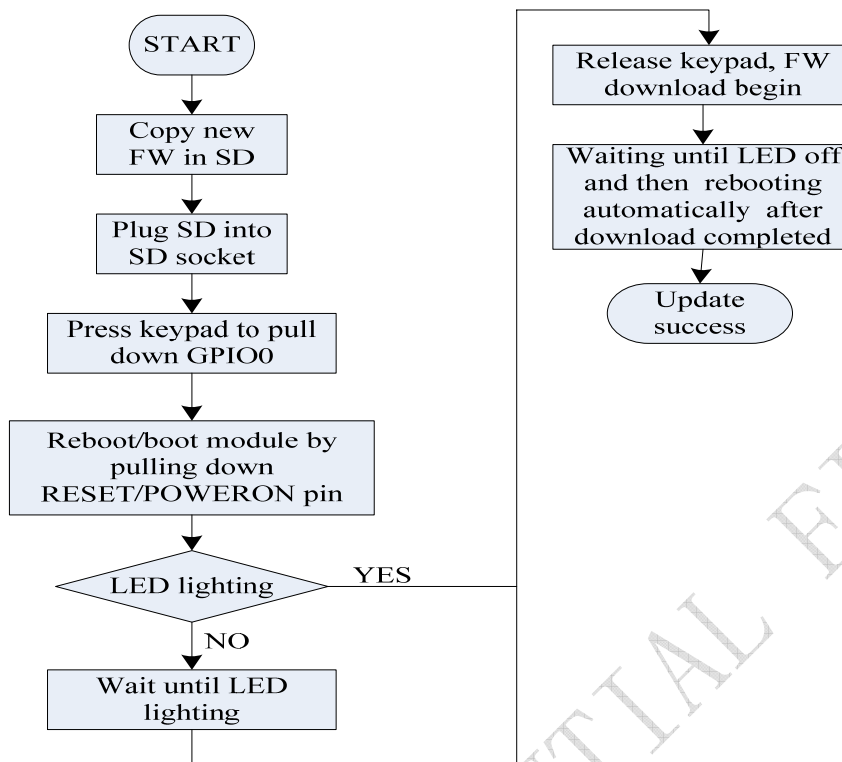 START
Copy new
FW in SD
Plug SD into
SD socket
Press keypad to pull
down GPIO0
Reboot/boot module by
pulling down
RESET/POWERON pin
LED lighting
YES
NO
Wait until LED
lighting
Release keypad, FW
download begin
Waiting until LED off
and then rebooting
automatically after
download completed
Update
success